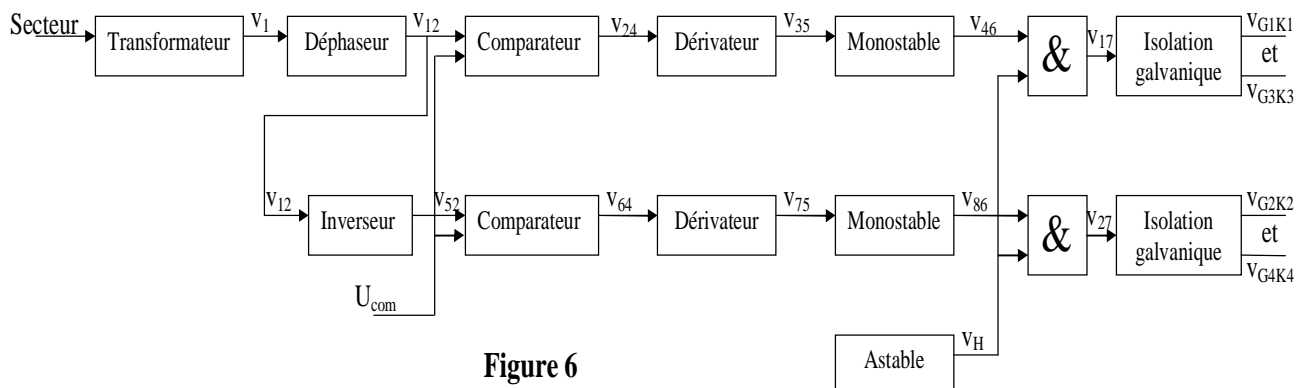 Secteur
Transformateur
v1
Déphaseur
v12
Comparateur
v24
Dérivateur
v35
Monostable
v46
&
v17
Isolation
galvanique
vG1K1
et
vG3K3
v12
Inverseur
v52
Comparateur
v64
Dérivateur
v75
Monostable
v86
&
v27
Isolation
galvanique
vG2K2
et
vG4K4
Ucom
Astable
vH
Figure 6